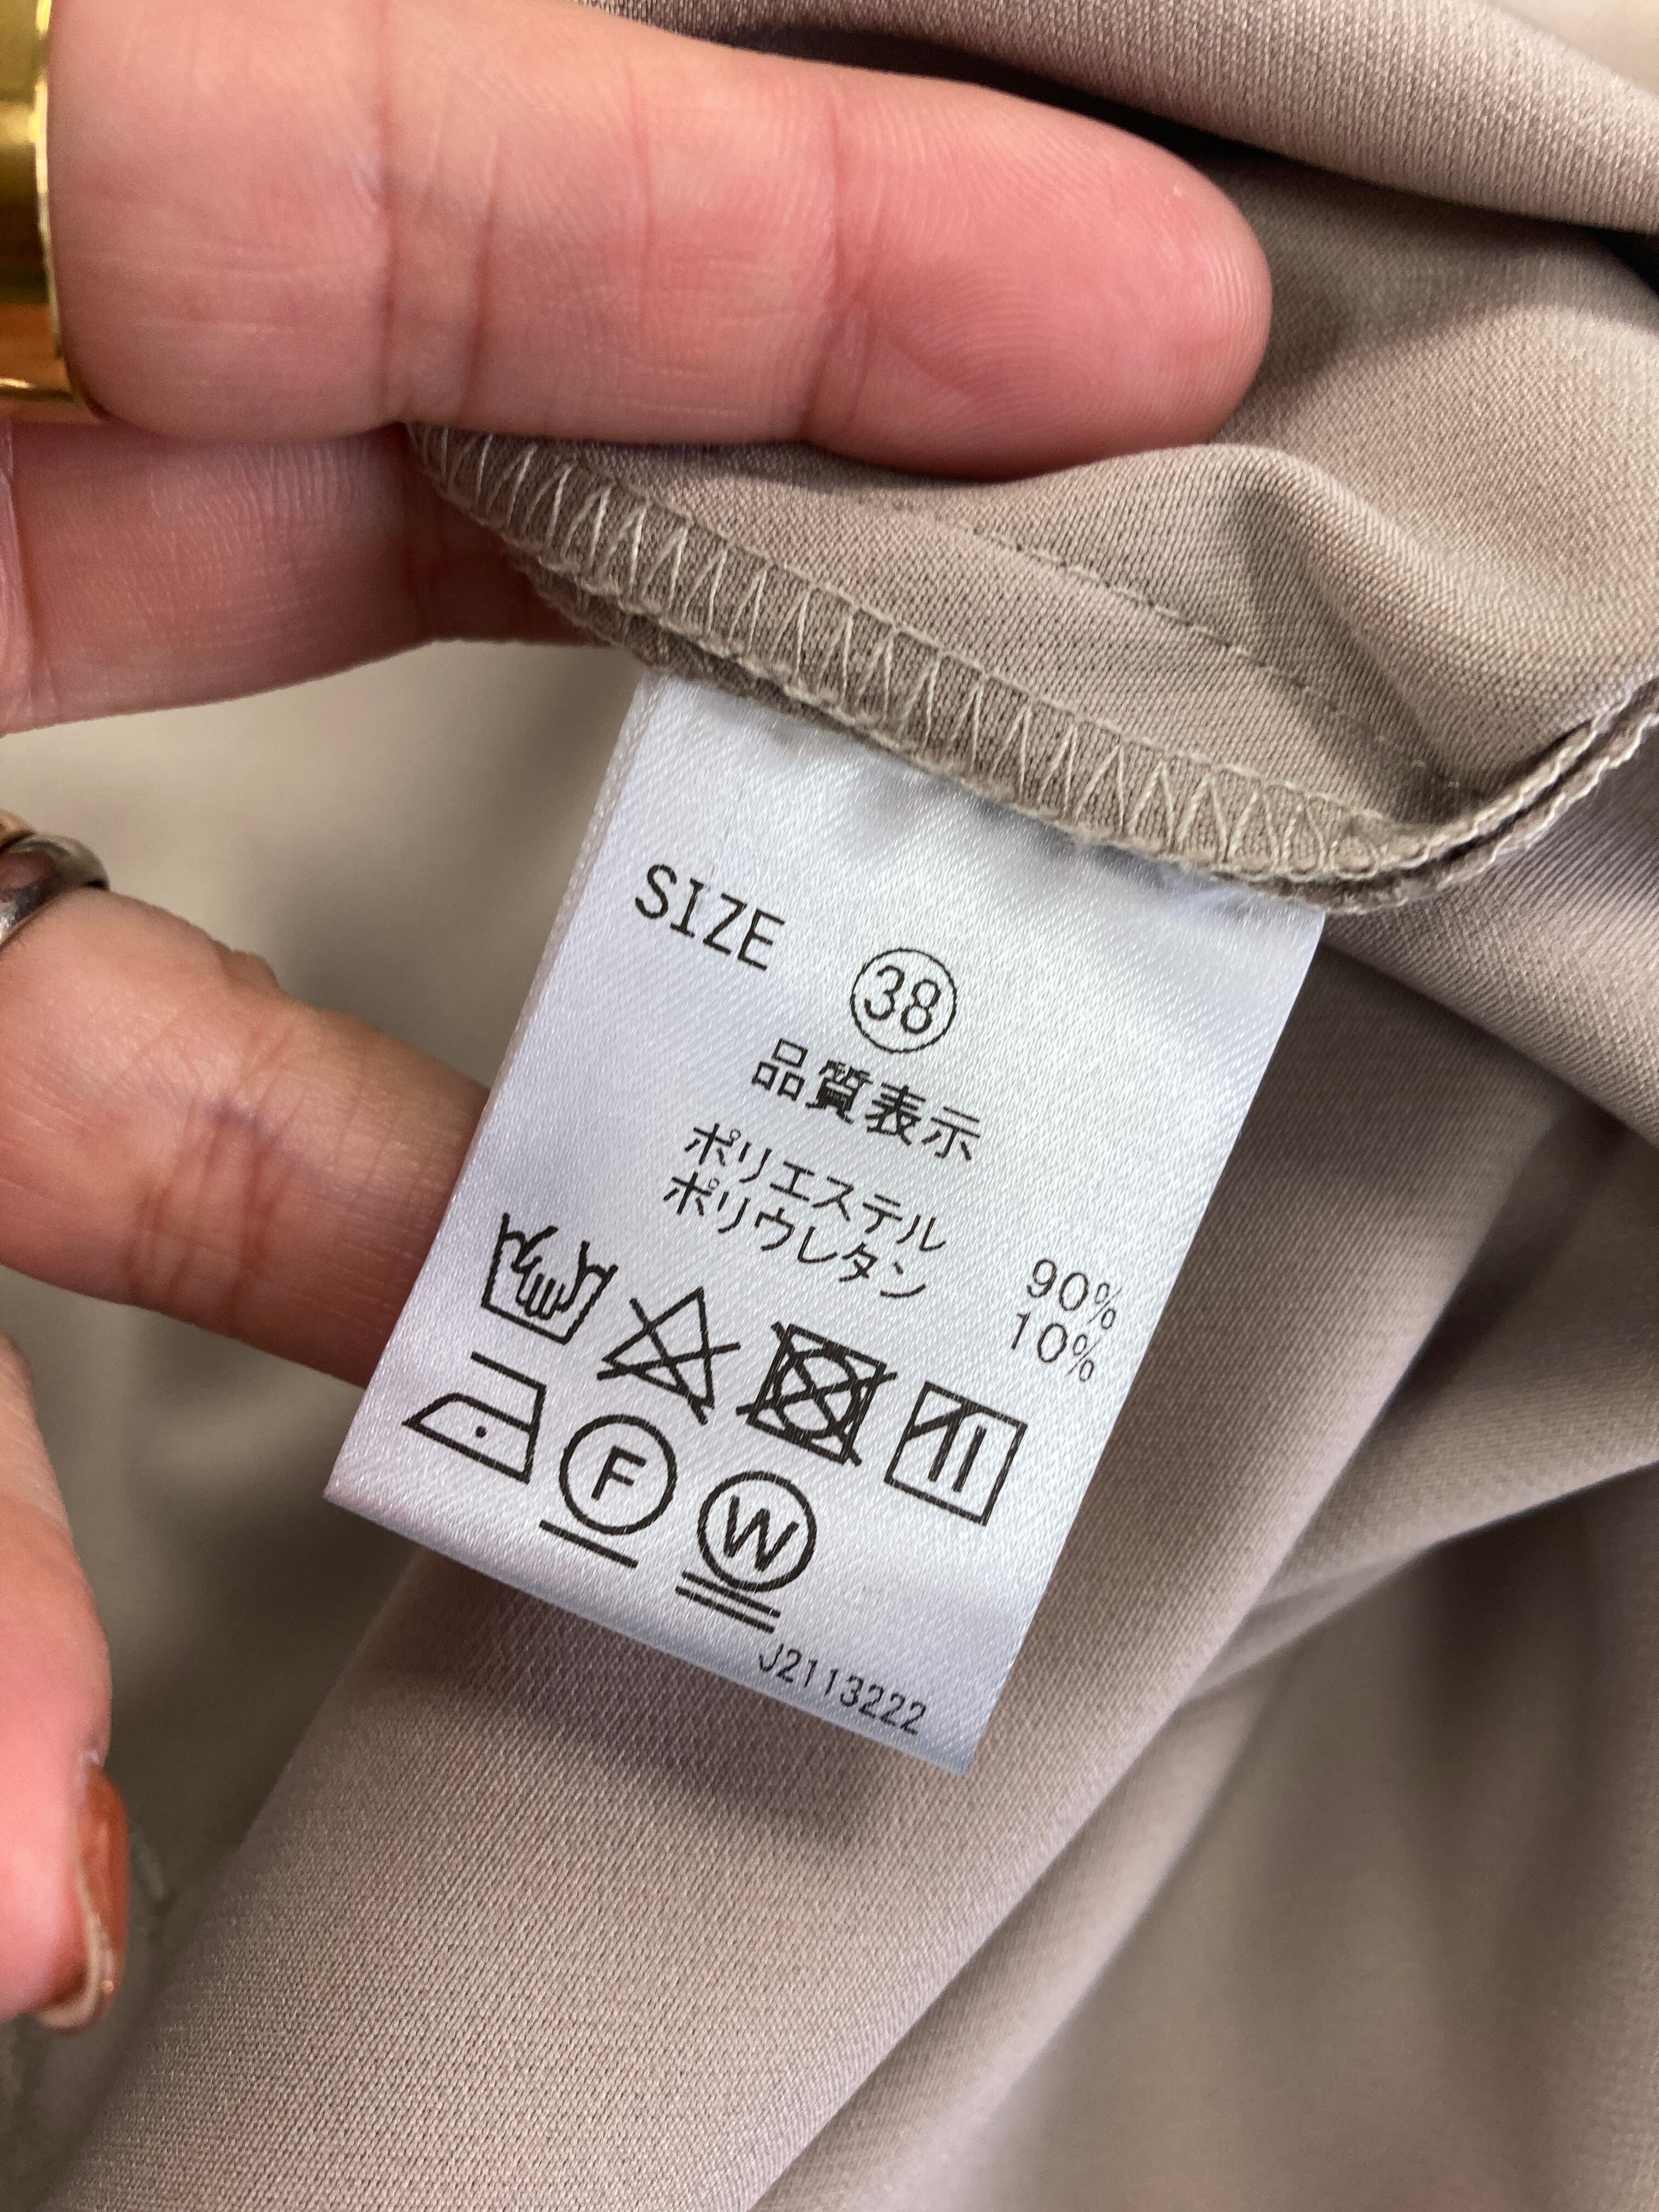 SIZE 38
品質表示
ポリエステル 90%
ポリウレタン 10%
F
W
J2113222